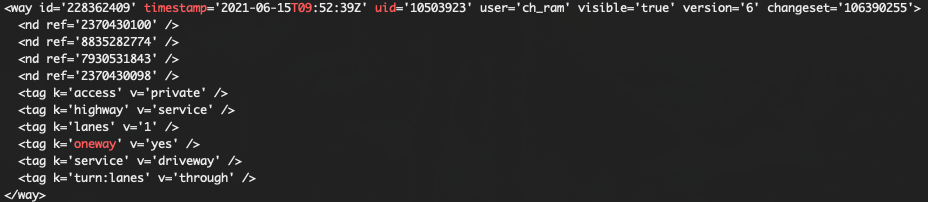 <way id='228362409' timestamp='2021-06-15T09:52:39Z' uid='10503923' user='ch_ram' visible='true' version='6' changeset='106390255'>
<nd ref='2370430100' />
<nd ref='8835282774' />
<nd ref='7930531843' />
<nd ref='2370430098' />
<tag k='access' v='private' />
<tag k='highway' v='service' />
<tag k='lanes' v='1' />
<tag k='oneway' v='yes' />
<tag k='service' v='driveway' />
<tag k='turn:lanes' v='through' />
</way>